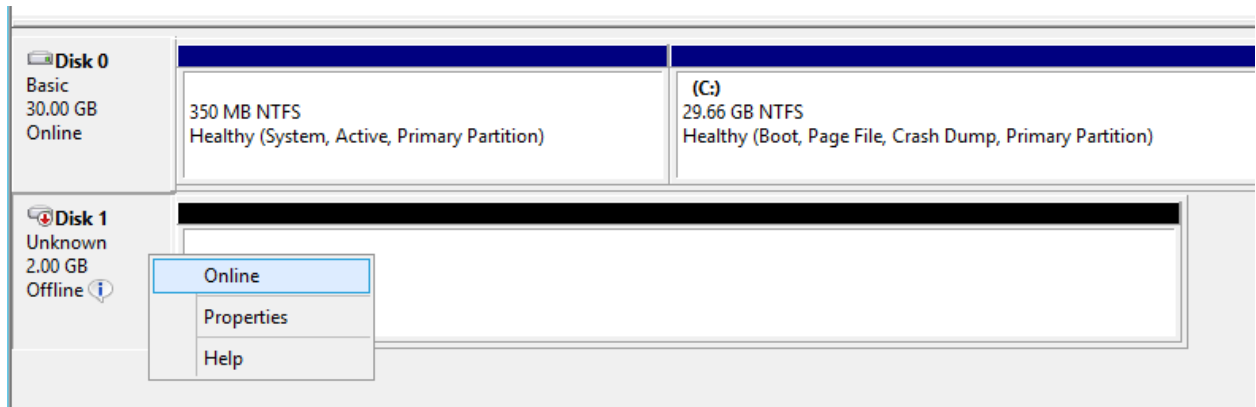 Disk 0
Basic
30.00 GB
Online
350 MB NTFS
Healthy (System, Active, Primary Partition)
(C:)
29.66 GB NTFS
Healthy (Boot, Page File, Crash Dump, Primary Partition)
Disk 1
Unknown
2.00 GB
Offline
Online
Properties
Help